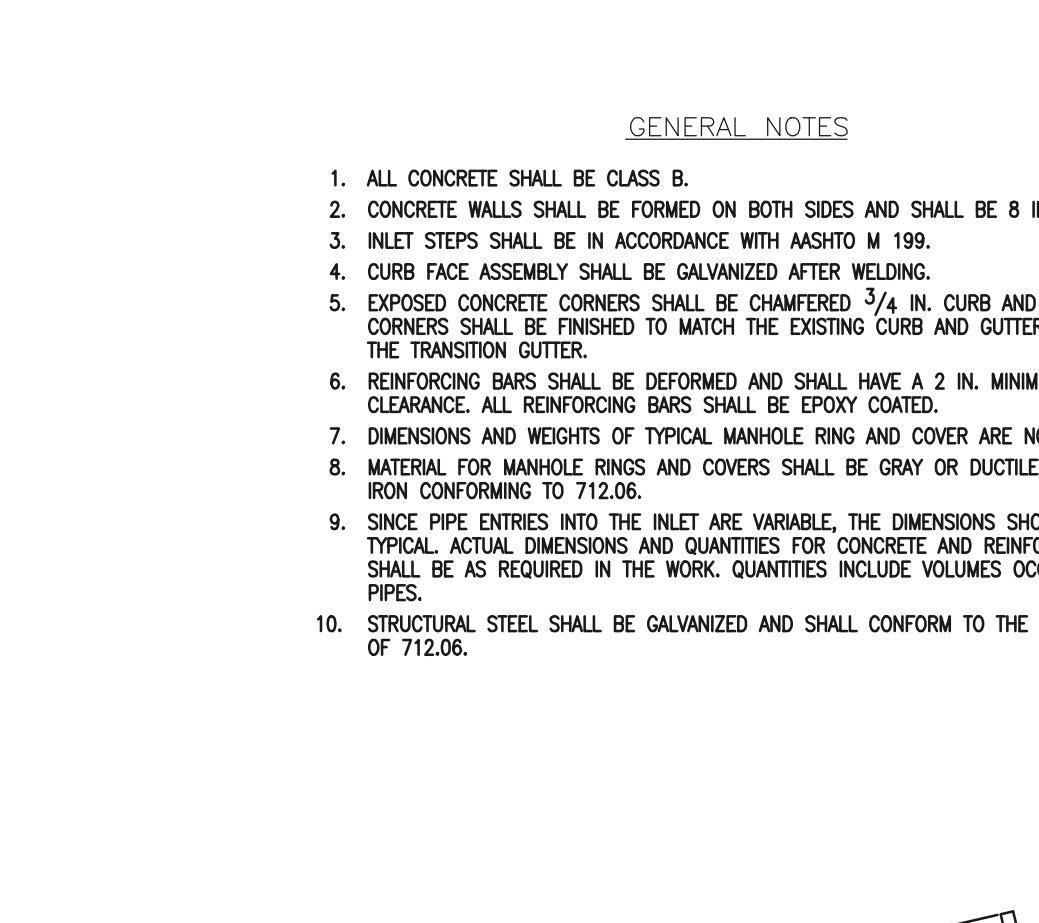 GENERAL NOTES
1. ALL CONCRETE SHALL BE CLASS B.
2. CONCRETE WALLS SHALL BE FORMED ON BOTH SIDES AND SHALL BE 8
3. INLET STEPS SHALL BE IN ACCORDANCE WITH AASHTO M 199.
4. CURB FACE ASSEMBLY SHALL BE GALVANIZED AFTER WELDING.
5. EXPOSED CONCRETE CORNERS SHALL BE CHAMFERED 3/4 IN. CURB AND
CORNERS SHALL BE FINISHED TO MATCH THE EXISTING CURB AND GUTTER
THE TRANSITION GUTTER.
6. REINFORCING BARS SHALL BE DEFORMED AND SHALL HAVE A 2 IN. MINIM
CLEARANCE. ALL REINFORCING BARS SHALL BE EPOXY COATED.
7. DIMENSIONS AND WEIGHTS OF TYPICAL MANHOLE RING AND COVER ARE
8. MATERIAL FOR MANHOLE RINGS AND COVERS SHALL BE GRAY OR DUCTILE
IRON CONFORMING TO 712.06.
9. SINCE PIPE ENTRIES INTO THE INLET ARE VARIABLE, THE DIMENSIONS SHO
TYPICAL. ACTUAL DIMENSIONS AND QUANTITIES FOR CONCRETE AND REINFO
SHALL BE AS REQUIRED IN THE WORK. QUANTITIES INCLUDE VOLUMES OC
PIPES.
10. STRUCTURAL STEEL SHALL BE GALVANIZED AND SHALL CONFORM TO THE
OF 712.06.